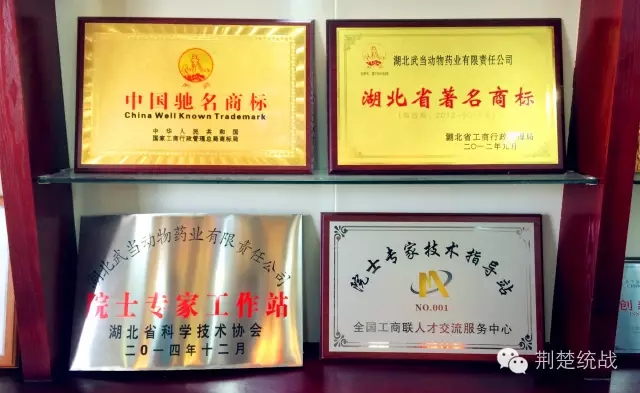 中国驰名商标
China Well Known Trademark
中华人民共和国
国家工商行政管理总局商标局
湖北武当动物药业有限责任公司
湖北省著名商标
湖北省工商行政管理局
二〇一二年九月
湖北武当动物药业有限责任公司
院士专家工作站
湖北省科学技术协会
二〇一四年十二月
院士专家技术指导站
NO.001
全国工商联人才交流服务中心
创
荆楚统战